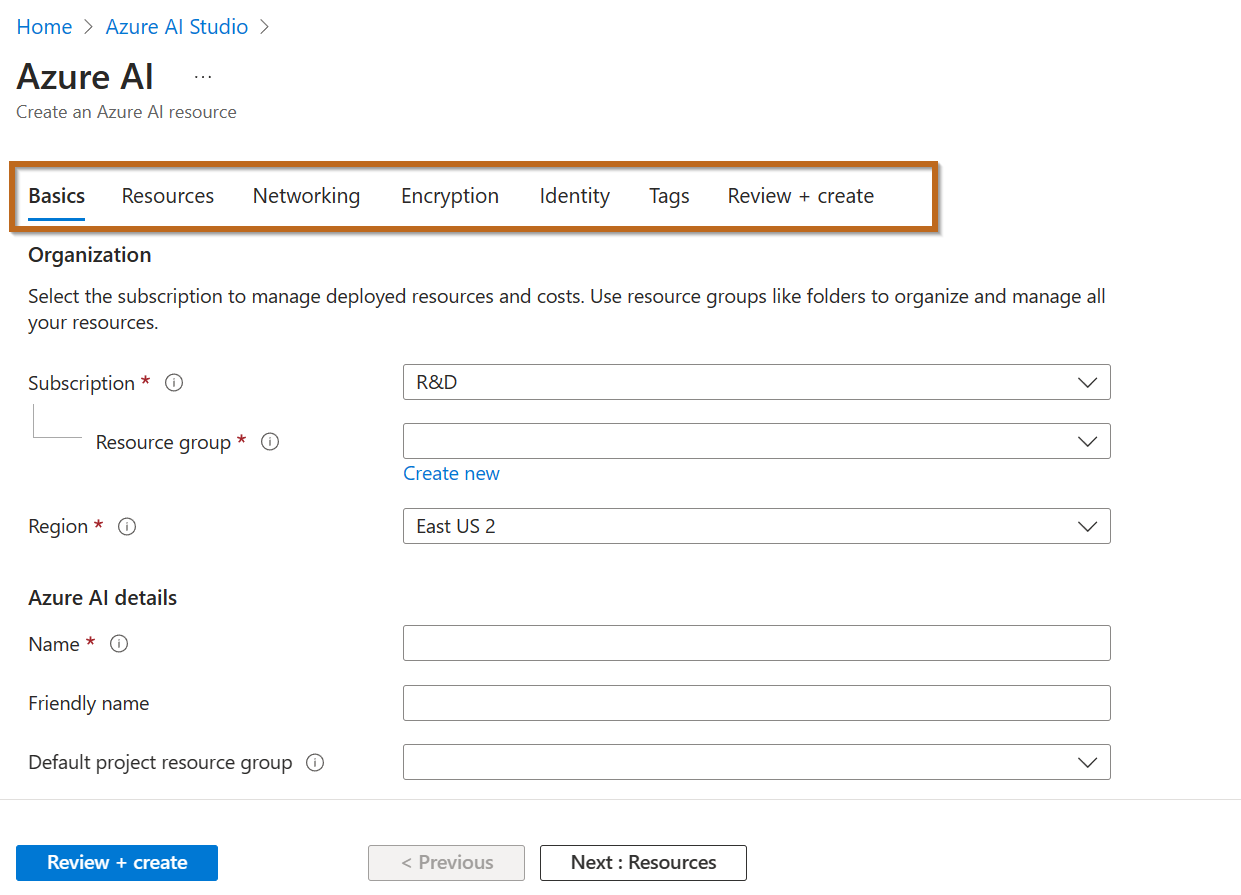 Home > Azure AI Studio >
Azure AI ...
Create an Azure AI resource
Basics Resources Networking Encryption Identity Tags Review + create
Organization
Select the subscription to manage deployed resources and costs. Use resource groups like folders to organize and manage all
your resources.
Subscription * R&D
Resource group *
Create new
Region * East US 2
Azure AI details
Name *
Friendly name
Default project resource group
Review + create < Previous Next : Resources